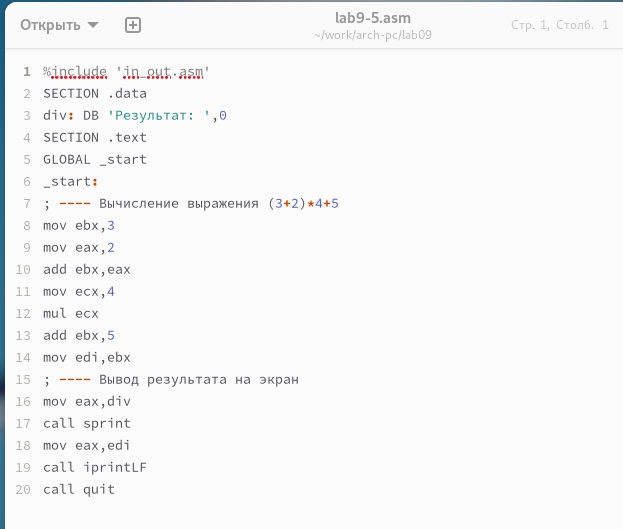 Открыть
lab9-5.asm
~/work/arch-pc/lab09
Стр. 1, Столб. 1
1 %include 'in_out.asm'
2 SECTION .data
3 div: DB 'Результат: ',0
4 SECTION .text
5 GLOBAL _start
6 _start:
7 ; ---- Вычисление выражения (3+2)*4+5
8 mov ebx,3
9 mov eax,2
10 add ebx,eax
11 mov ecx,4
12 mul ecx
13 add ebx,5
14 mov edi,ebx
15 ; ---- Вывод результата на экран
16 mov eax,div
17 call sprint
18 mov eax,edi
19 call iprintLF
20 call quit